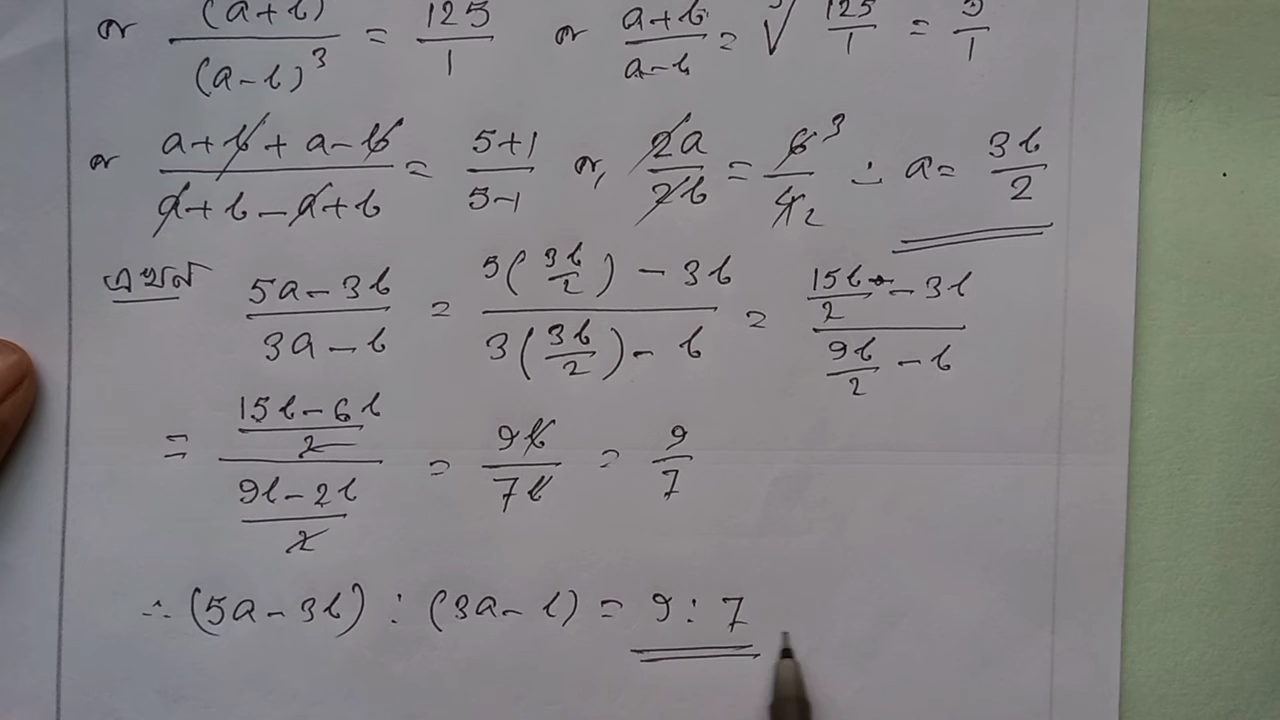 or (a+b) / (a-b)³ = 125/1 or (a+b)/(a-b) = ∛(125/1) = 5/1
or (a+b+a-b)/(a+b-a+b) = (5+1)/(5-1) or, 2a/2b = 6 3/4 2 ∴ a = 3b/2
এখন (5a-3b)/(3a-b) = (5(3b/2) - 3b)/(3(3b/2) - b) = (15b/2 - 3b)/(9b/2 - b)
= ((15b-6b)/2)/((9b-2b)/2) = 9b/7b = 9/7
∴ (5a-3b) : (3a-b) = 9 : 7